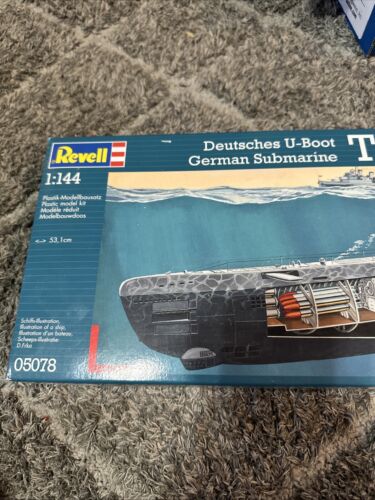 Revell
Deutsches U-Boot
German Submarine
T
1:144
Plastik-Modellbausatz
Plastic model kit
Modèle réduit
Modelbouwdoos
53,1cm
Schiffs-Illustration.
Illustration of a ship.
Illustration d'un bateau.
Scheeps-illustratie
D.Frka
05078